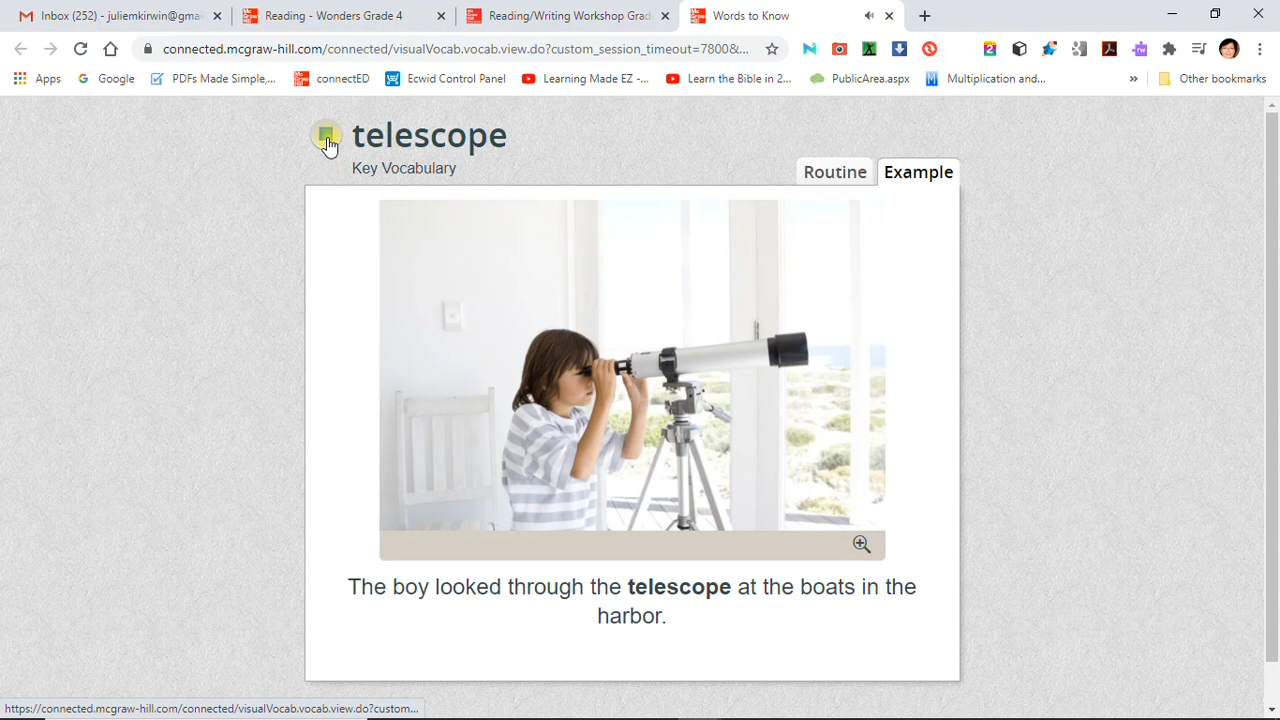 Inbox (252) - juliemkirwin@gma
Reading - Wonders Grade 4
Reading/Writing Workshop Grad
Words to Know
connected.mcgraw-hill.com/connected/visualVocab.vocab.view.do?custom_session_timeout=7800&...
Apps
Google
PDFs Made Simple,...
connectED
Ecwid Control Panel
Learning Made EZ -...
Learn the Bible in 2...
PublicArea.aspx
Multiplication and...
»
Other bookmarks
telescope
Key Vocabulary
Routine
Example
The boy looked through the telescope at the boats in the
harbor.
https://connected.mcgraw-hill.com/connected/visualVocab.vocab.view.do?custom...